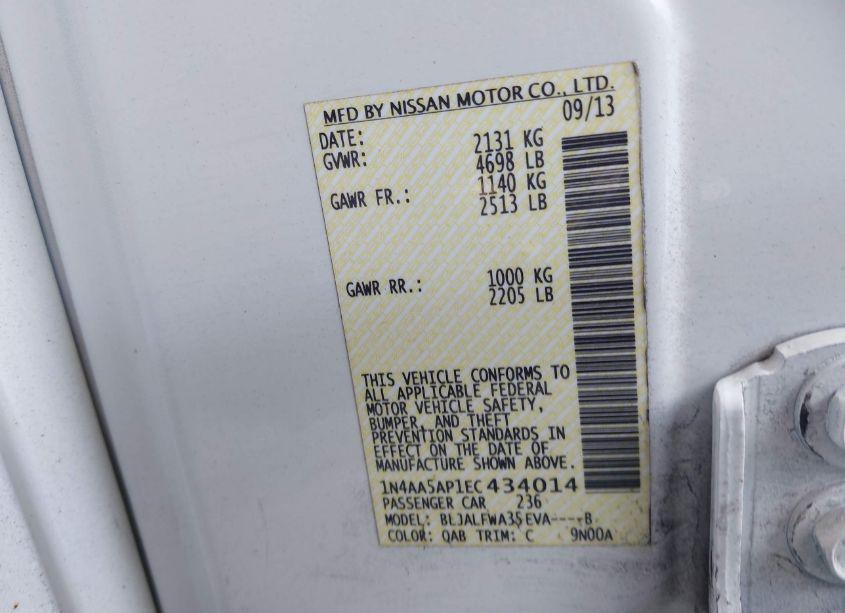 MFD BY NISSAN MOTOR CO., LTD.
DATE: 09/13
GVWR: 2131 KG
4698 LB
GAWR FR.: 1140 KG
2513 LB
GAWR RR.: 1000 KG
2205 LB
THIS VEHICLE CONFORMS TO
ALL APPLICABLE FEDERAL
MOTOR VEHICLE SAFETY,
BUMPER, AND THEFT
PREVENTION STANDARDS IN
EFFECT ON THE DATE OF
MANUFACTURE SHOWN ABOVE.
1N4AA5AP1EC434014
PASSENGER CAR 236
MODEL: BLJALFWA35EVA----B
COLOR: QAB TRIM: C 9N00A